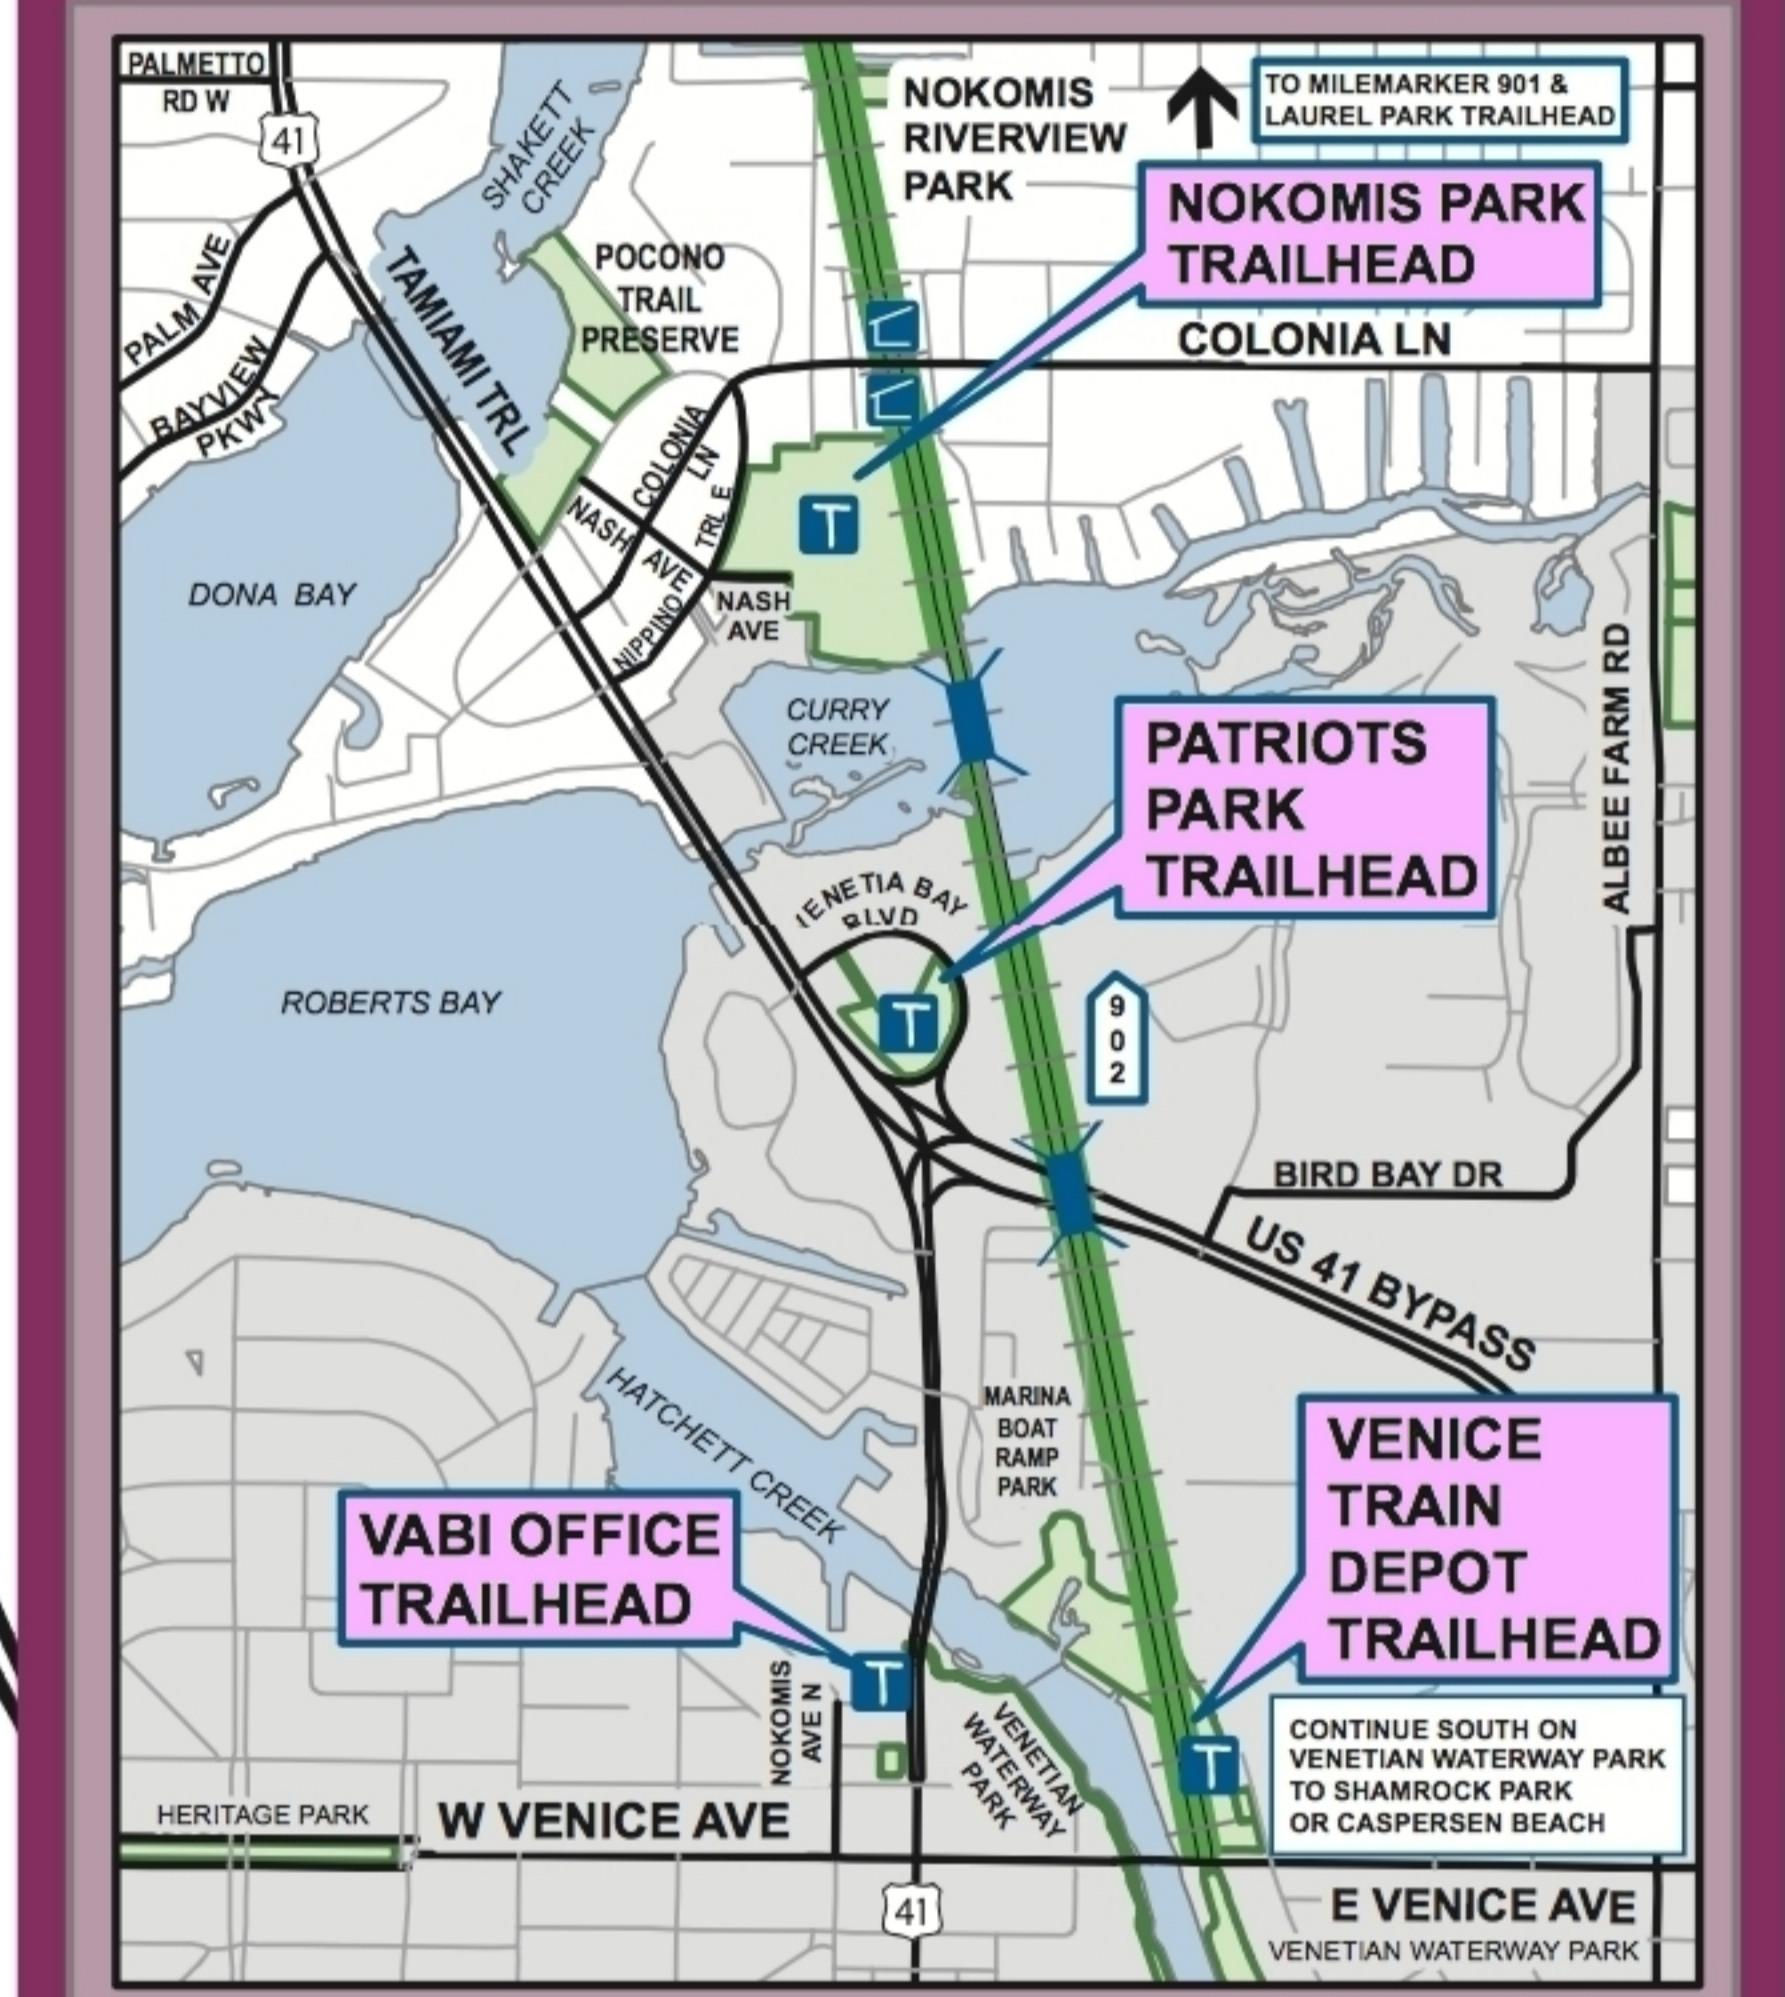 PALMETTO
RD W
41
SHAKETT
CREEK
NOKOMIS
RIVERVIEW
PARK
TO MILEMARKER 901 &
LAUREL PARK TRAILHEAD
NOKOMIS PARK
TRAILHEAD
PALM AVE
BAYVIEW
PKWY
TAMIAMI TRL
POCONO
TRAIL
PRESERVE
COLONIA LN
COLONIA
LN
NASH
AVE
TRL E
NIPPINO
T
NASH
AVE
DONA BAY
CURRY
CREEK
PATRIOTS
PARK
TRAILHEAD
ALBEE FARM RD
ENETIA BAY
BLVD
T
9
0
2
ROBERTS BAY
BIRD BAY DR
US 41 BYPASS
HATCHETT CREEK
MARINA
BOAT
RAMP
PARK
VENICE
TRAIN
DEPOT
TRAILHEAD
VABI OFFICE
TRAILHEAD
T
NOKOMIS
AVE N
VENETIAN
WATERWAY
PARK
T
CONTINUE SOUTH ON
VENETIAN WATERWAY PARK
TO SHAMROCK PARK
OR CASPERSEN BEACH
HERITAGE PARK
W VENICE AVE
41
E VENICE AVE
VENETIAN WATERWAY PARK